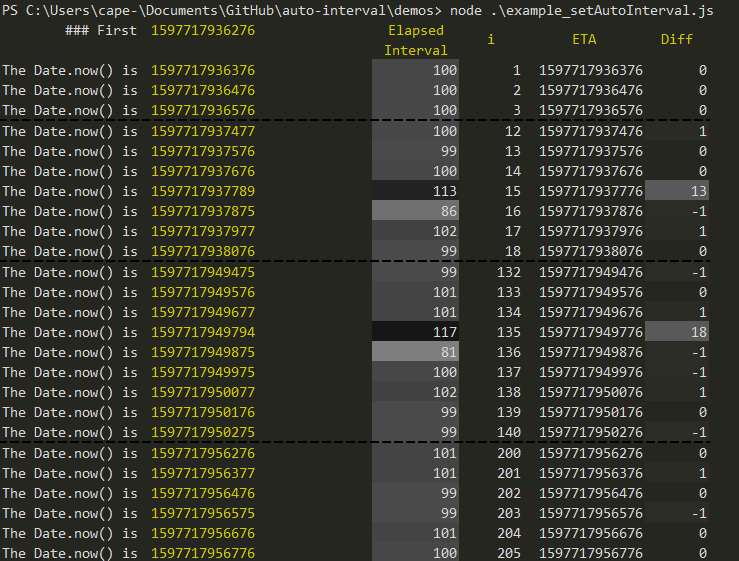 PS C:\Users\cape-\Documents\GitHub\auto-interval\demos> node .\example_setAutoInterval.js
### First 1597717936276 Elapsed Interval i ETA Diff
The Date.now() is 1597717936376 100 1 1597717936376 0
The Date.now() is 1597717936476 100 2 1597717936476 0
The Date.now() is 1597717936576 100 3 1597717936576 0
The Date.now() is 1597717937477 100 12 1597717937476 1
The Date.now() is 1597717937576 99 13 1597717937576 0
The Date.now() is 1597717937676 100 14 1597717937676 0
The Date.now() is 1597717937789 113 15 1597717937776 13
The Date.now() is 1597717937875 86 16 1597717937876 -1
The Date.now() is 1597717937977 102 17 1597717937976 1
The Date.now() is 1597717938076 99 18 1597717938076 0
The Date.now() is 1597717949475 99 132 1597717949476 -1
The Date.now() is 1597717949576 101 133 1597717949576 0
The Date.now() is 1597717949677 101 134 1597717949676 1
The Date.now() is 1597717949794 117 135 1597717949776 18
The Date.now() is 1597717949875 81 136 1597717949876 -1
The Date.now() is 1597717949975 100 137 1597717949976 -1
The Date.now() is 1597717950077 102 138 1597717950076 1
The Date.now() is 1597717950176 99 139 1597717950176 0
The Date.now() is 1597717950275 99 140 1597717950276 -1
The Date.now() is 1597717956276 101 200 1597717956276 0
The Date.now() is 1597717956377 101 201 1597717956376 1
The Date.now() is 1597717956476 99 202 1597717956476 0
The Date.now() is 1597717956575 99 203 1597717956576 -1
The Date.now() is 1597717956676 101 204 1597717956676 0
The Date.now() is 1597717956776 100 205 1597717956776 0